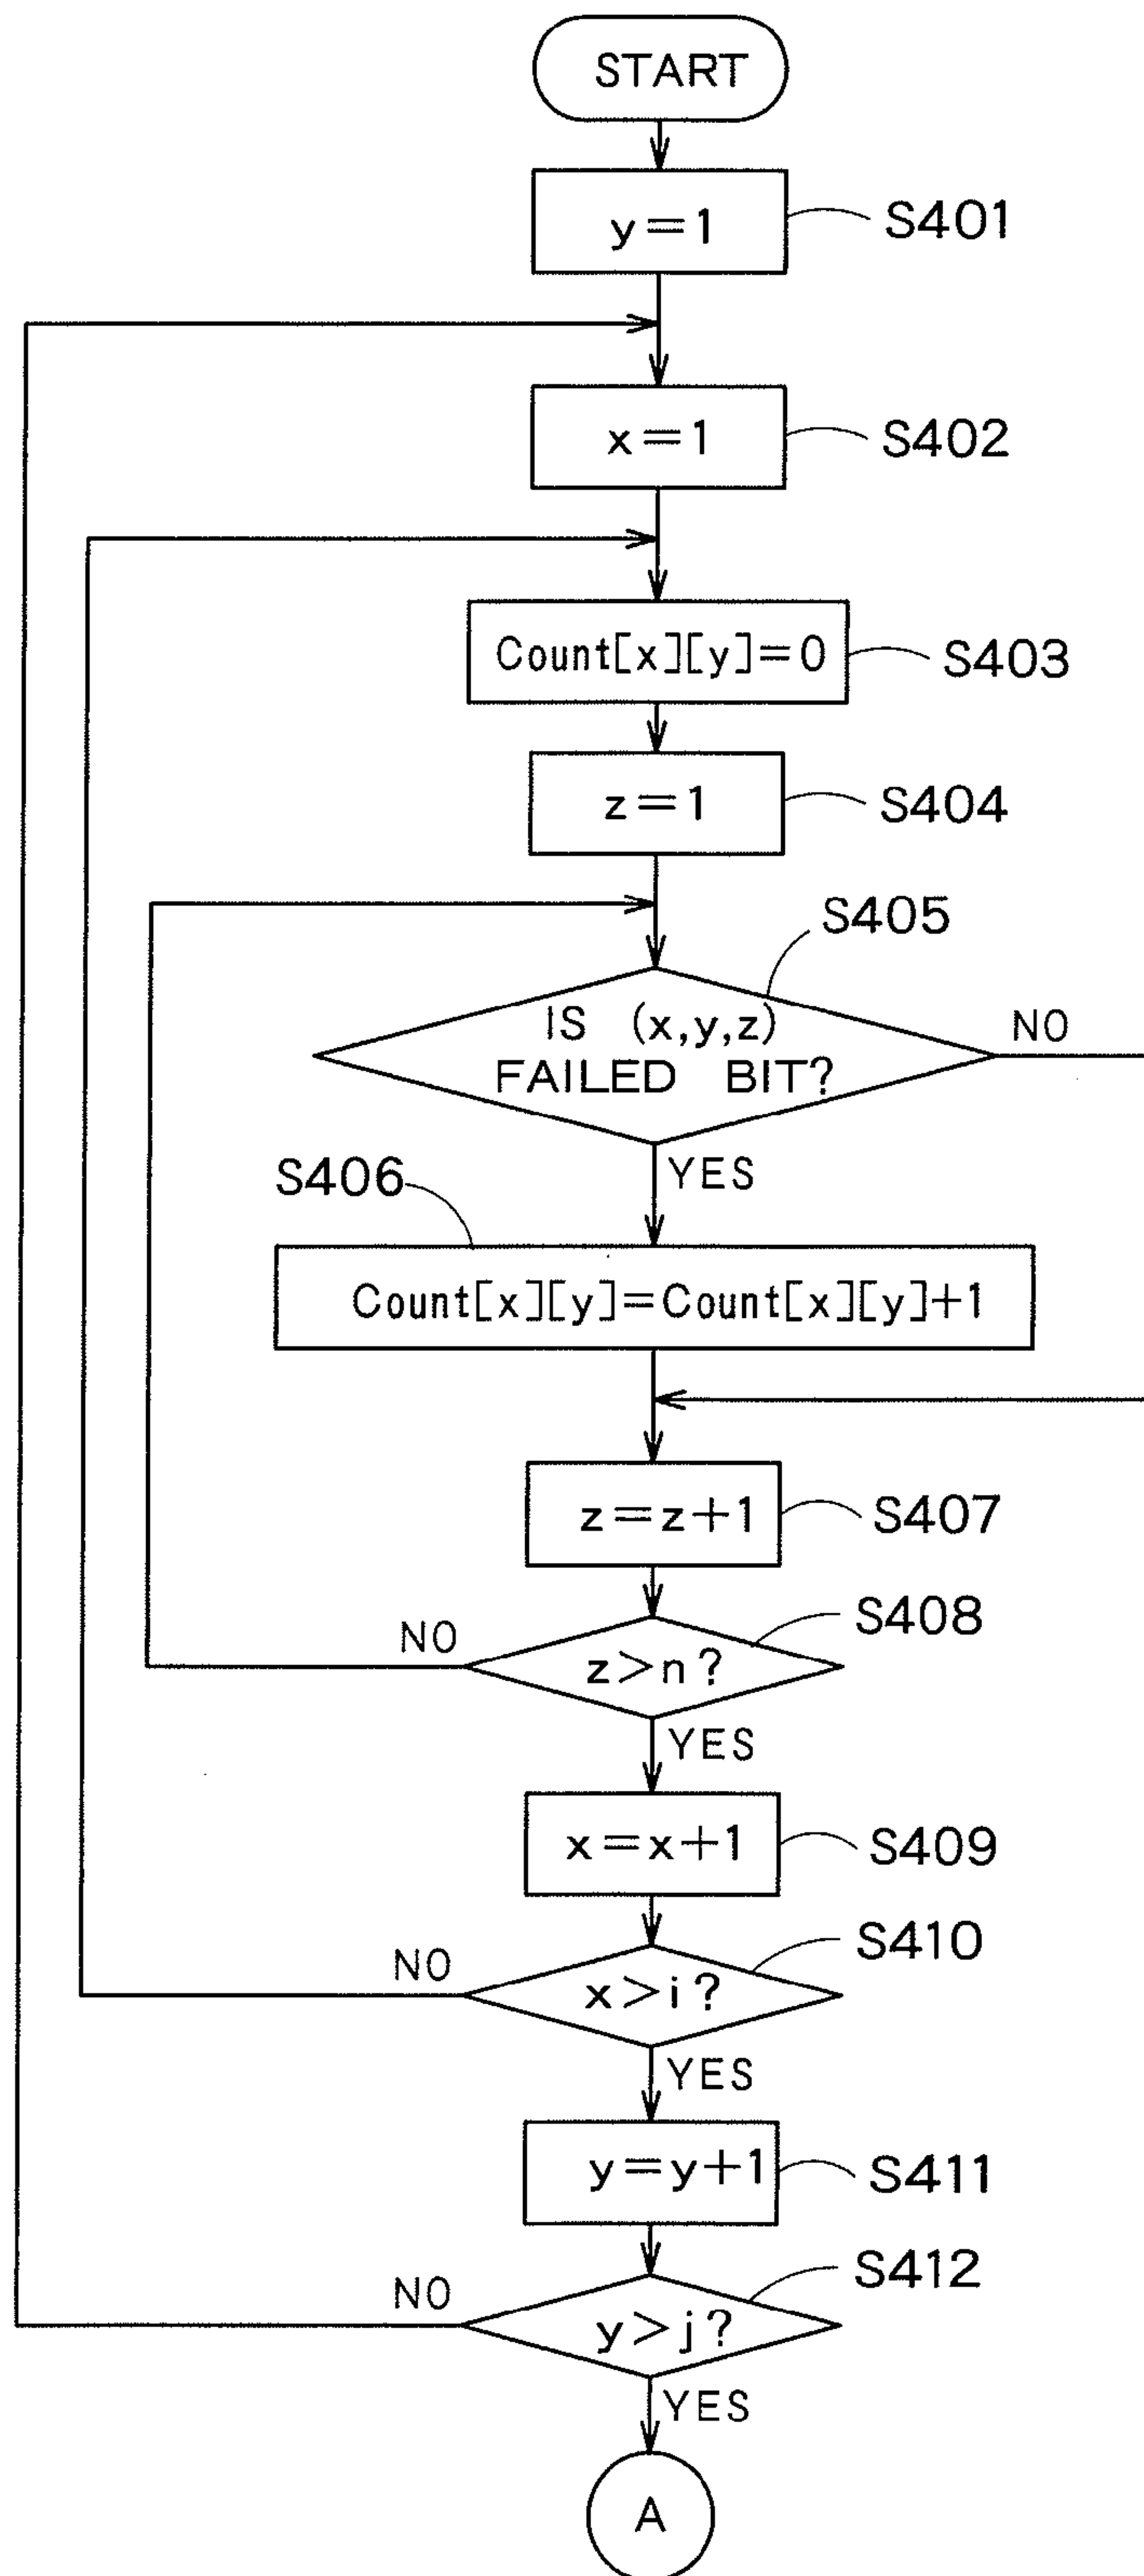 START
y=1
S401
x=1
S402
Count[x][y]=0
S403
z=1
S404
S405
IS (x,y,z)
FAILED BIT?
NO
YES
S406
Count[x][y]=Count[x][y]+1
z=z+1
S407
S408
NO
z>n?
YES
x=x+1
S409
S410
NO
x>i?
YES
y=y+1
S411
S412
NO
y>j?
YES
A